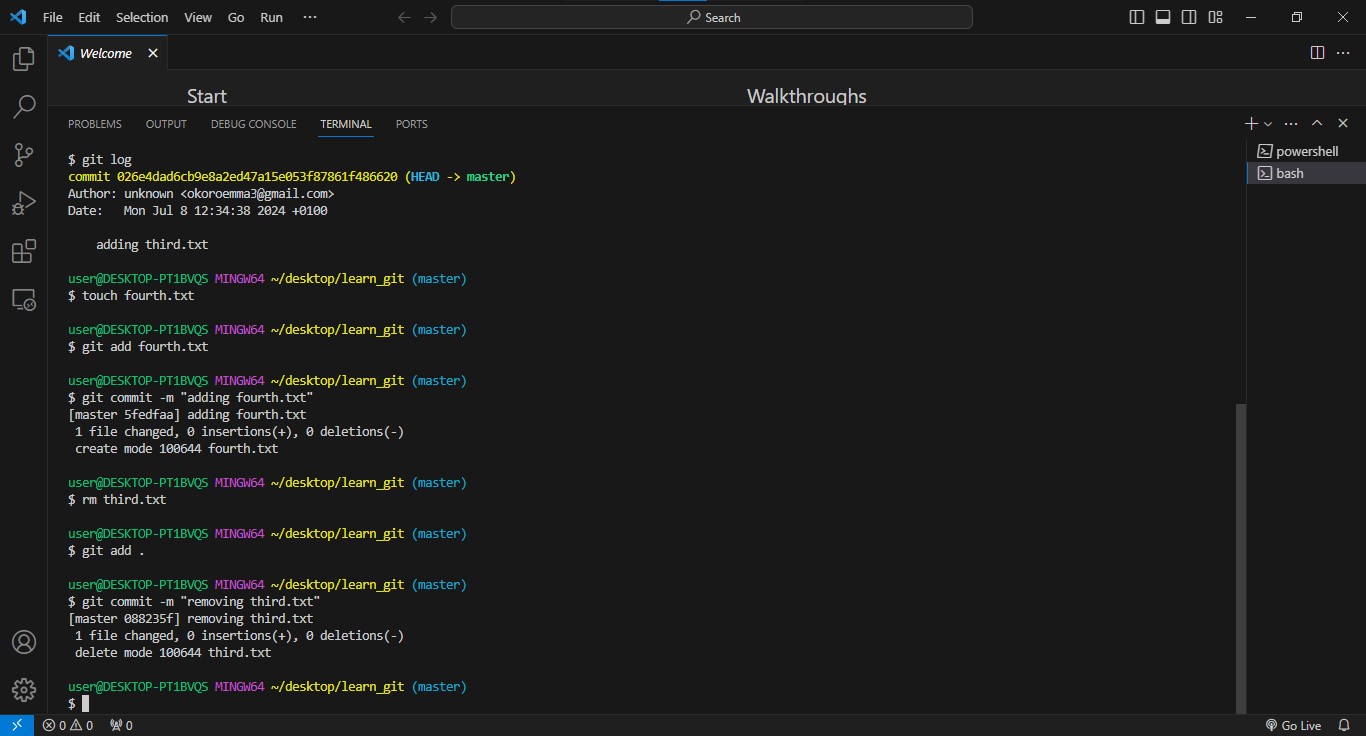 File Edit Selection View Go Run ··· Search
Welcome
Start Walkthroughs
PROBLEMS OUTPUT DEBUG CONSOLE TERMINAL PORTS
powershell
bash
$ git log
commit 026e4dad6cb9e8a2ed47a15e053f87861f486620 (HEAD -> master)
Author: unknown <okoroemma3@gmail.com>
Date:   Mon Jul 8 12:34:38 2024 +0100
adding third.txt
user@DESKTOP-PT1BVQS MINGW64 ~/desktop/learn_git (master)
$ touch fourth.txt
user@DESKTOP-PT1BVQS MINGW64 ~/desktop/learn_git (master)
$ git add fourth.txt
user@DESKTOP-PT1BVQS MINGW64 ~/desktop/learn_git (master)
$ git commit -m "adding fourth.txt"
[master 5fedfaa] adding fourth.txt
1 file changed, 0 insertions(+), 0 deletions(-)
create mode 100644 fourth.txt
user@DESKTOP-PT1BVQS MINGW64 ~/desktop/learn_git (master)
$ rm third.txt
user@DESKTOP-PT1BVQS MINGW64 ~/desktop/learn_git (master)
$ git add .
user@DESKTOP-PT1BVQS MINGW64 ~/desktop/learn_git (master)
$ git commit -m "removing third.txt"
[master 088235f] removing third.txt
1 file changed, 0 insertions(+), 0 deletions(-)
delete mode 100644 third.txt
user@DESKTOP-PT1BVQS MINGW64 ~/desktop/learn_git (master)
$
0 0 0 Go Live